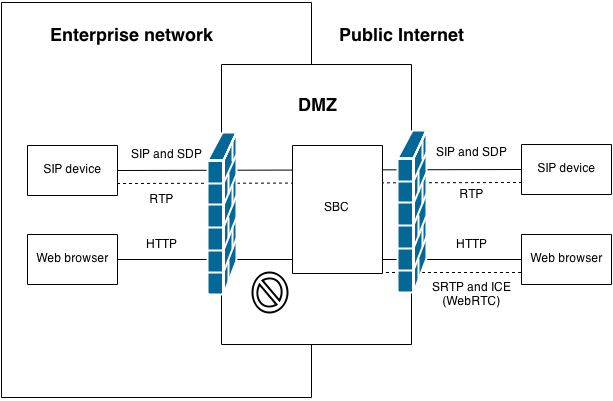 Enterprise network
Public Internet
DMZ
SIP and SDP
SIP and SDP
SIP device
SIP device
RTP
RTP
SBC
HTTP
HTTP
Web browser
Web browser
SRTP and ICE
(WebRTC)